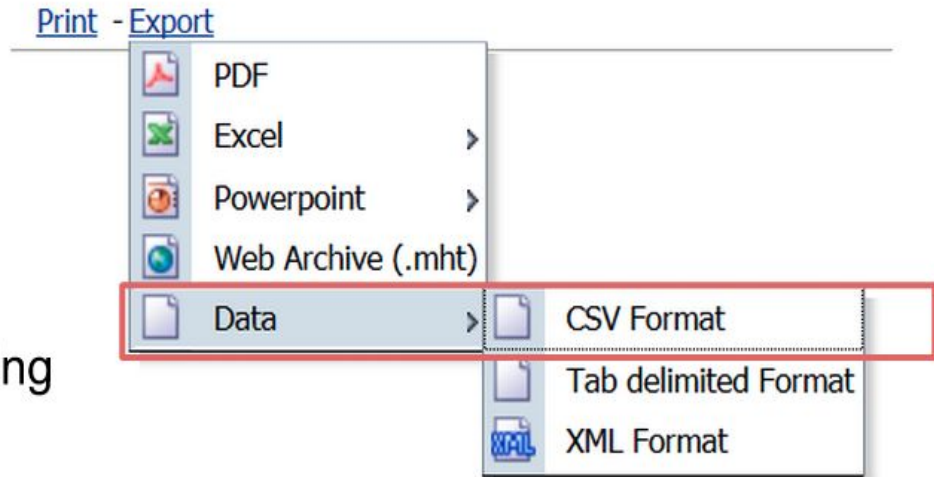 Print - Export
PDF
Excel
Powerpoint
Web Archive (.mht)
Data
CSV Format
ng
Tab delimited Format
XML Format